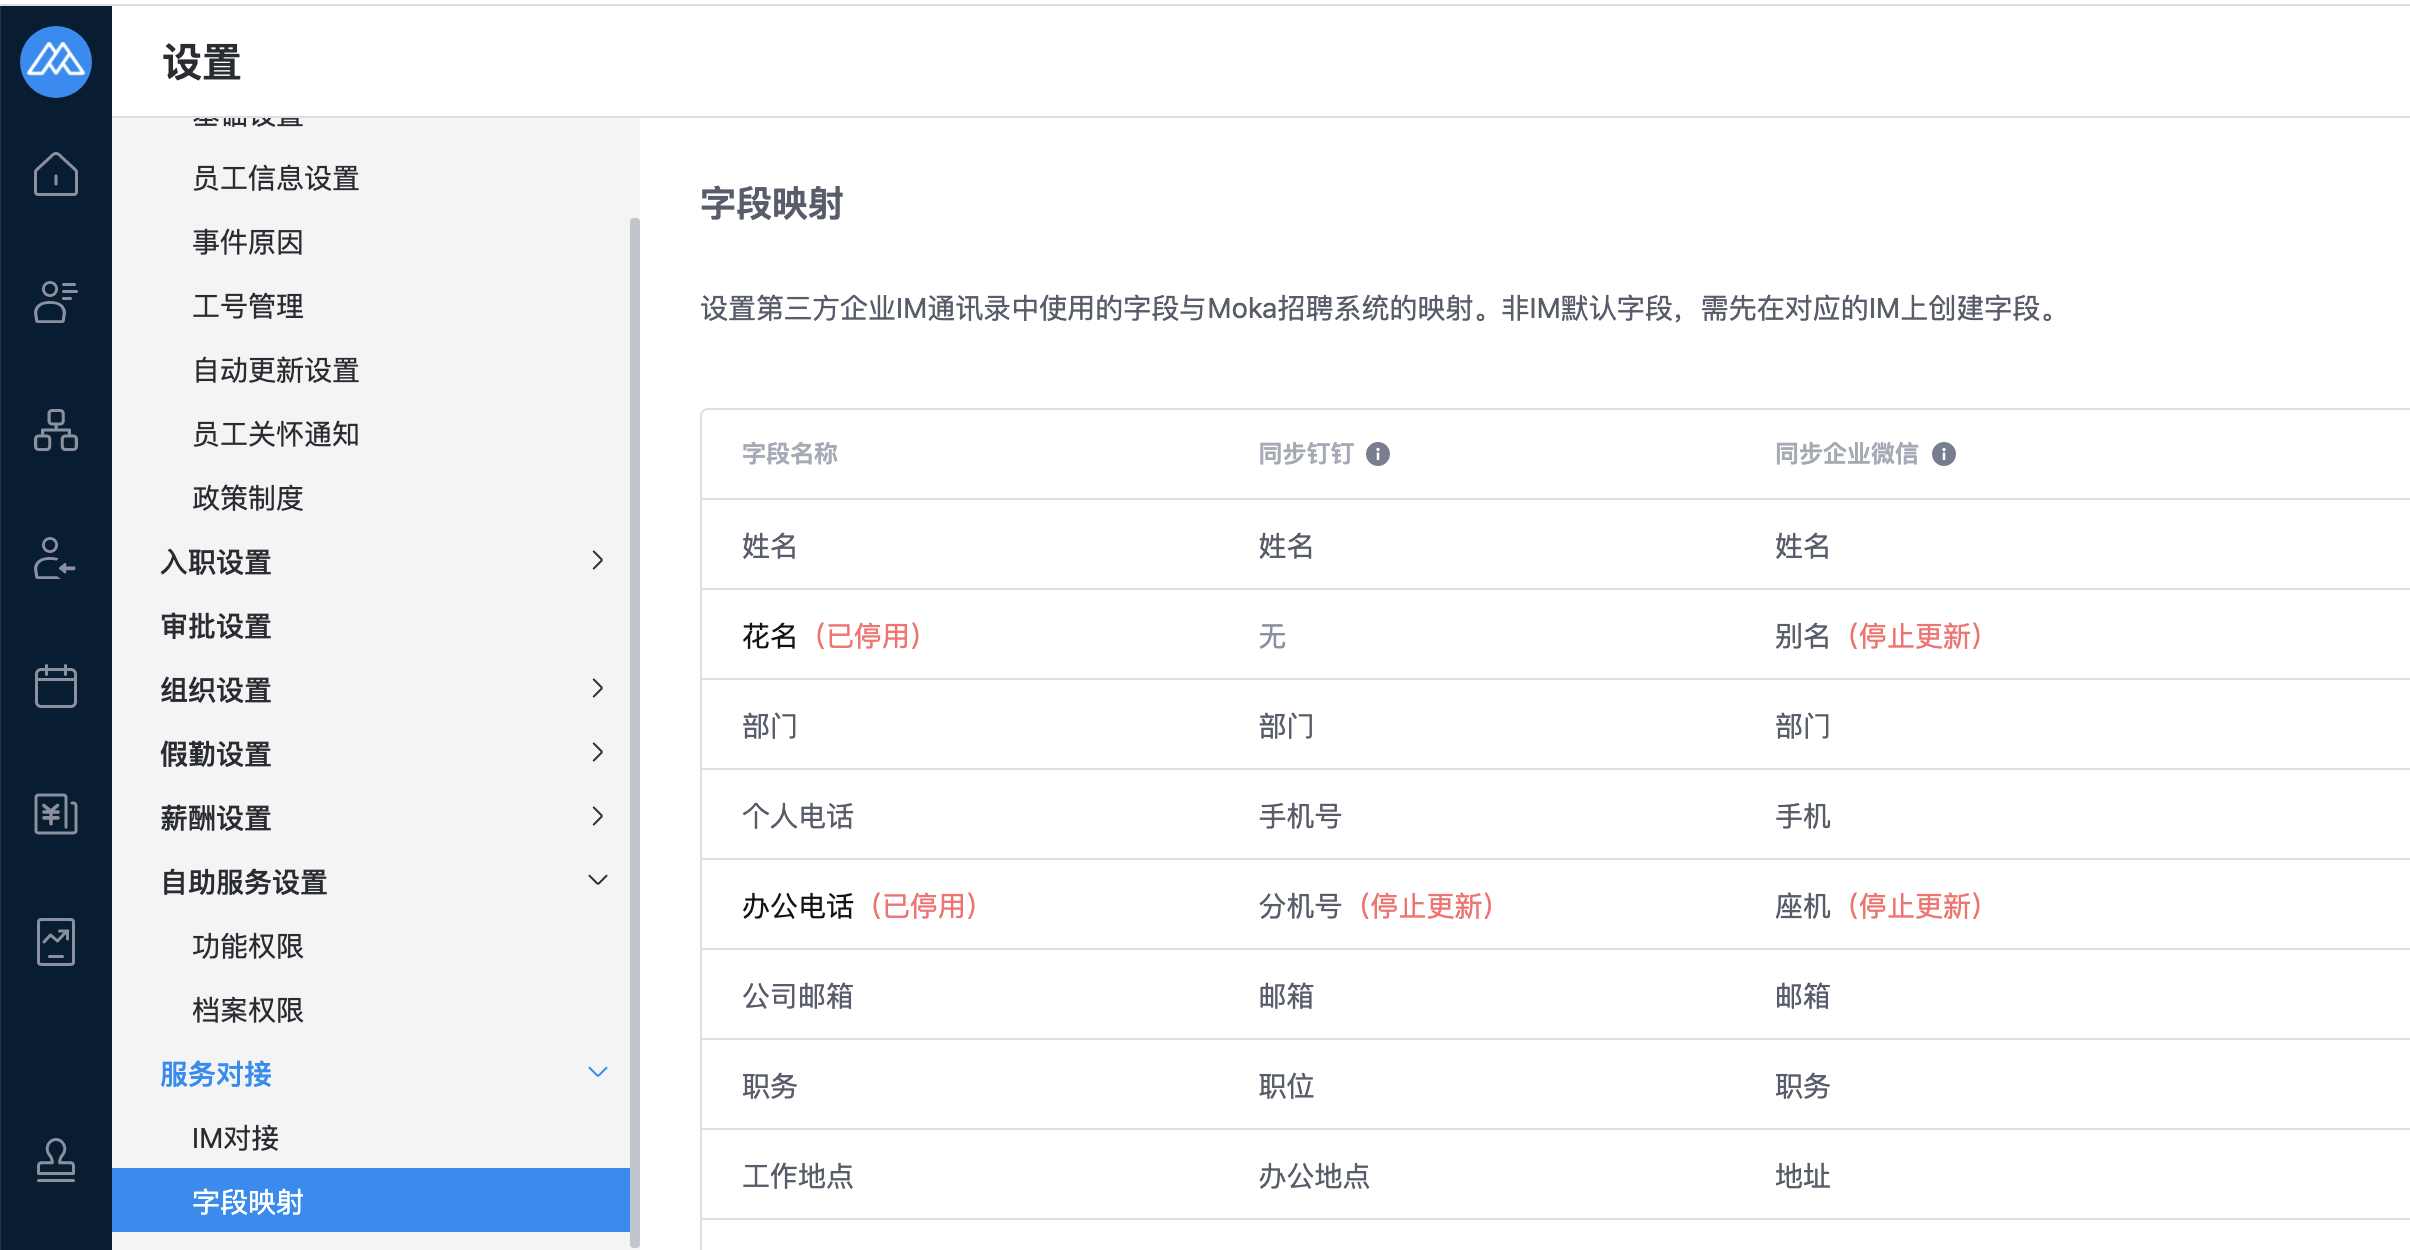 设置
基础设置
员工信息设置
事件原因
工号管理
自动更新设置
员工关怀通知
政策制度
入职设置
审批设置
组织设置
假勤设置
薪酬设置
自助服务设置
功能权限
档案权限
服务对接
IM对接
字段映射
字段映射
设置第三方企业IM通讯录中使用的字段与Moka招聘系统的映射。非IM默认字段，需先在对应的IM上创建字段。
字段名称 同步钉钉 同步企业微信
姓名 姓名 姓名
花名（已停用） 无 别名（停止更新）
部门 部门 部门
个人电话 手机号 手机
办公电话（已停用） 分机号（停止更新） 座机（停止更新）
公司邮箱 邮箱 邮箱
职务 职位 职务
工作地点 办公地点 地址